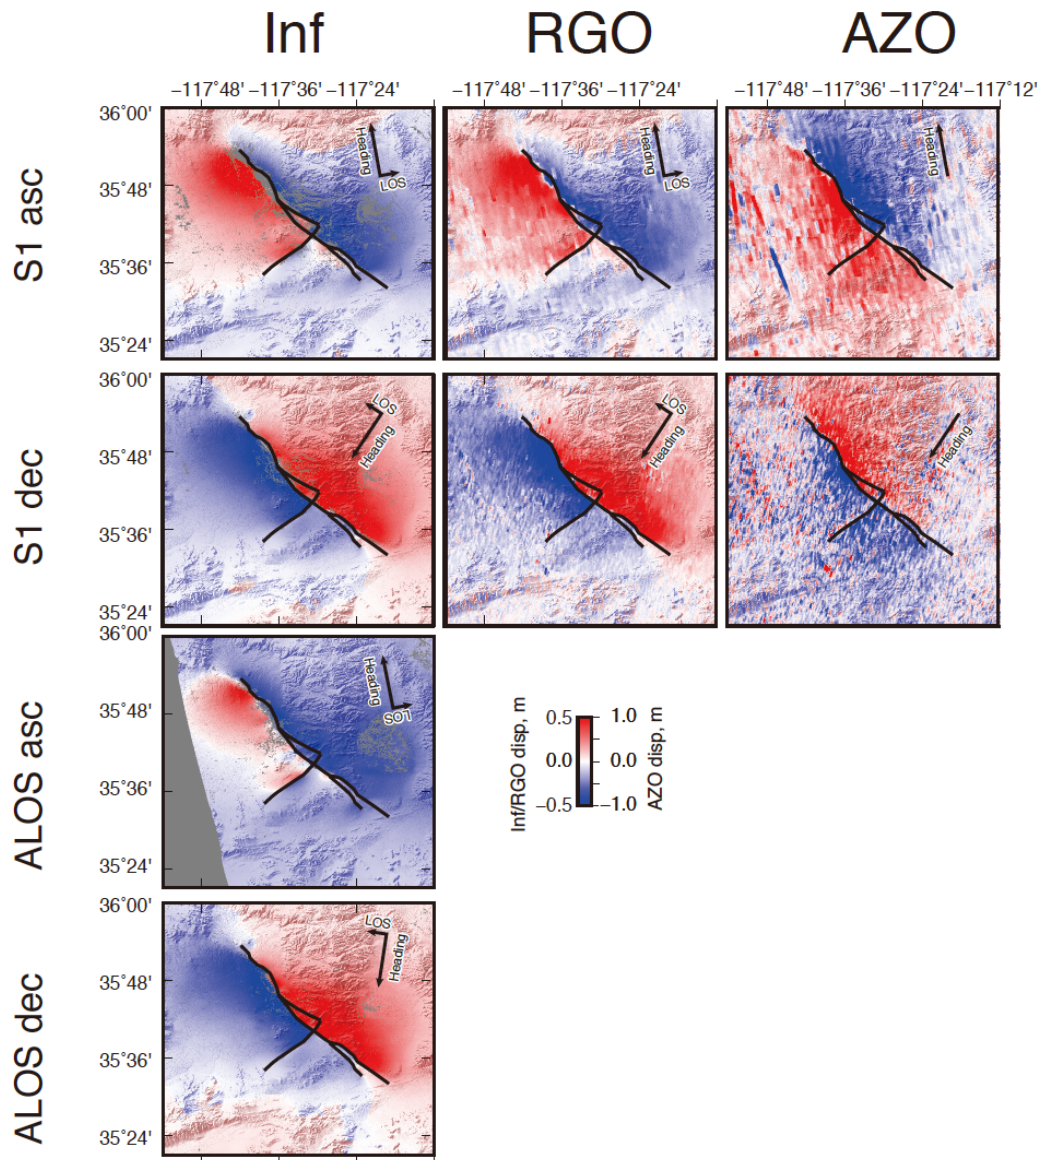 Inf RGO AZO
−117°48' −117°36' −117°24' −117°48' −117°36' −117°24' −117°48' −117°36' −117°24' −117°12'
S1 asc
36°00'
35°48'
35°36'
35°24'
Heading
LOS
Heading
LOS
Heading
S1 dec
36°00'
35°48'
35°36'
35°24'
LOS
Heading
LOS
Heading
Heading
ALOS asc
36°00'
35°48'
35°36'
35°24'
Heading
LOS
Inf/RGO disp, m
0.5 1.0
0.0 0.0
−0.5 −1.0
AZO disp, m
ALOS dec
36°00'
35°48'
35°36'
35°24'
LOS
Heading